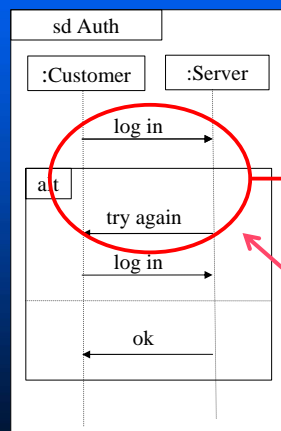 sd Auth
:Customer :Server
log in
alt
try again
log in
ok